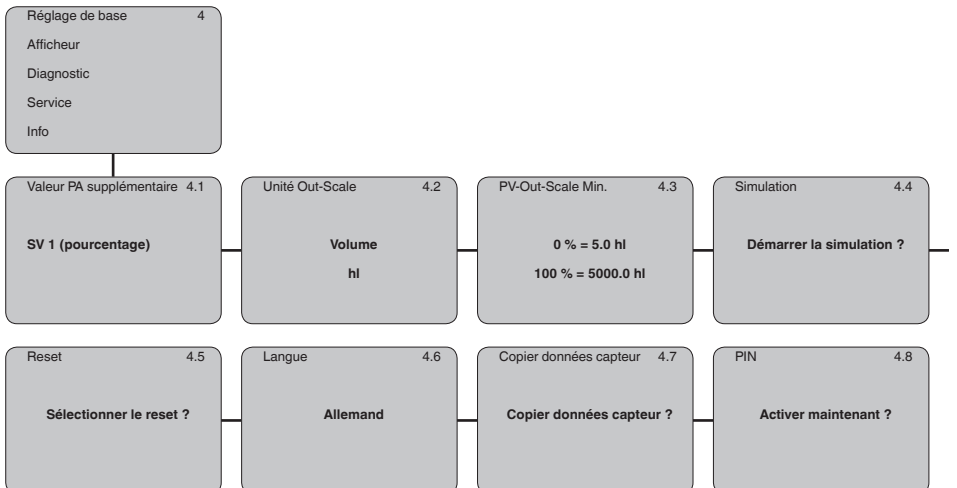 Réglage de base 4
Afficheur
Diagnostic
Service
Info
Valeur PA supplémentaire 4.1
SV 1 (pourcentage)
Unité Out-Scale 4.2
Volume
hl
PV-Out-Scale Min. 4.3
0 % = 5.0 hl
100 % = 5000.0 hl
Simulation 4.4
Démarrer la simulation ?
Reset 4.5
Sélectionner le reset ?
Langue 4.6
Allemand
Copier données capteur 4.7
Copier données capteur ?
PIN 4.8
Activer maintenant ?